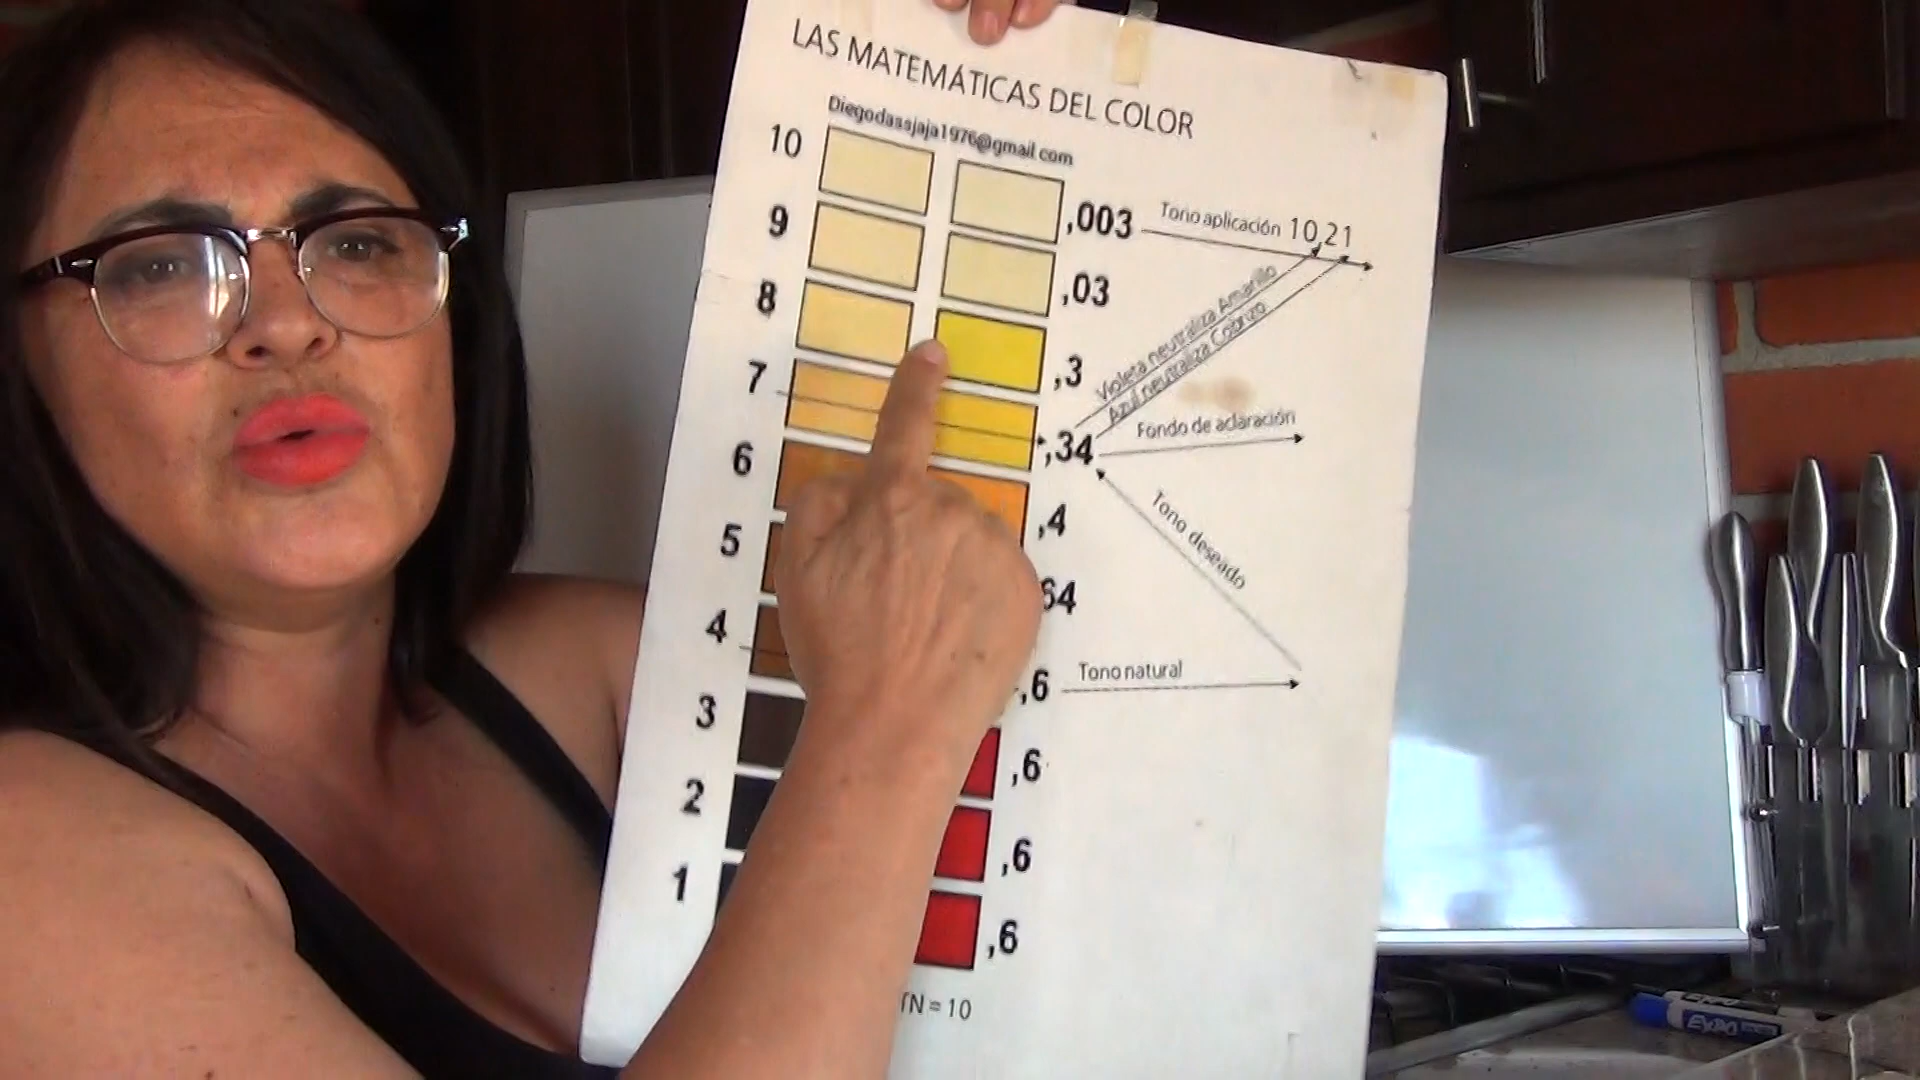 LAS MATEMÁTICAS DEL COLOR
Diegodasajaja1976@gmail.com
10
,003
Tono aplicación 10,21
9
,03
8
,3
Violeta neutraliza Amarillo
Azul neutraliza Cobrizo
7
,34
Fondo de aclaración
6
,4
Tono deseado
5
64
4
,6
Tono natural
3
,6
2
,6
1
,6
TN = 10
EXPO